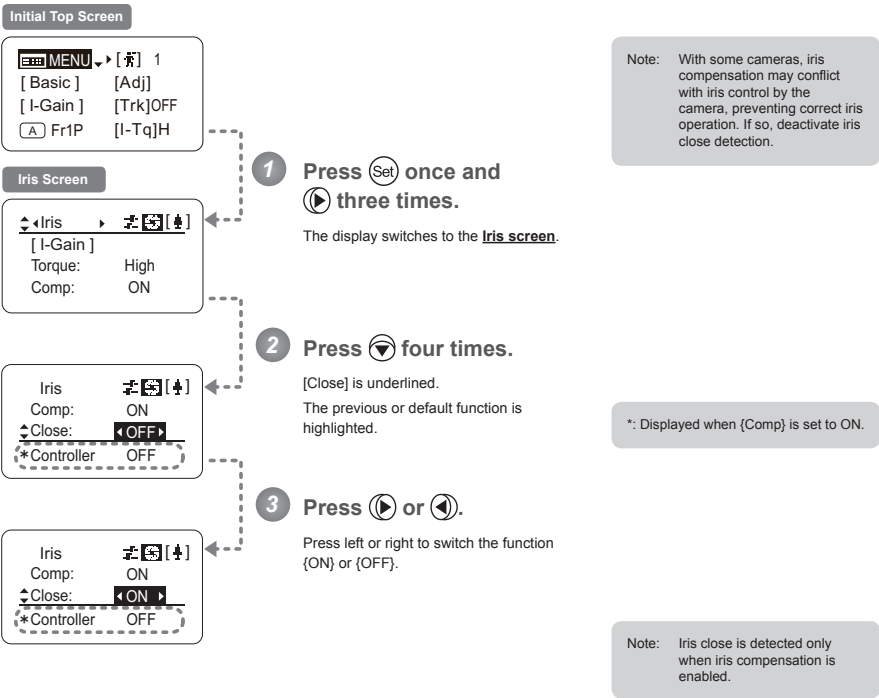 Initial Top Screen
MENU [ ] 1
[ Basic ] [Adj]
[ I-Gain ] [Trk]OFF
A Fr1P [I-Tq]H
Iris Screen
Iris [ ]
[ I-Gain ]
Torque: High
Comp: ON
1 Press Set once and
three times.
The display switches to the Iris screen.
Note: With some cameras, iris
compensation may conflict
with iris control by the
camera, preventing correct iris
operation. If so, deactivate iris
close detection.
Iris [ ]
Comp: ON
Close: OFF
*Controller OFF
2 Press four times.
[Close] is underlined.
The previous or default function is
highlighted.
*: Displayed when {Comp} is set to ON.
Iris [ ]
Comp: ON
Close: ON
*Controller OFF
3 Press or .
Press left or right to switch the function
{ON} or {OFF}.
Note: Iris close is detected only
when iris compensation is
enabled.